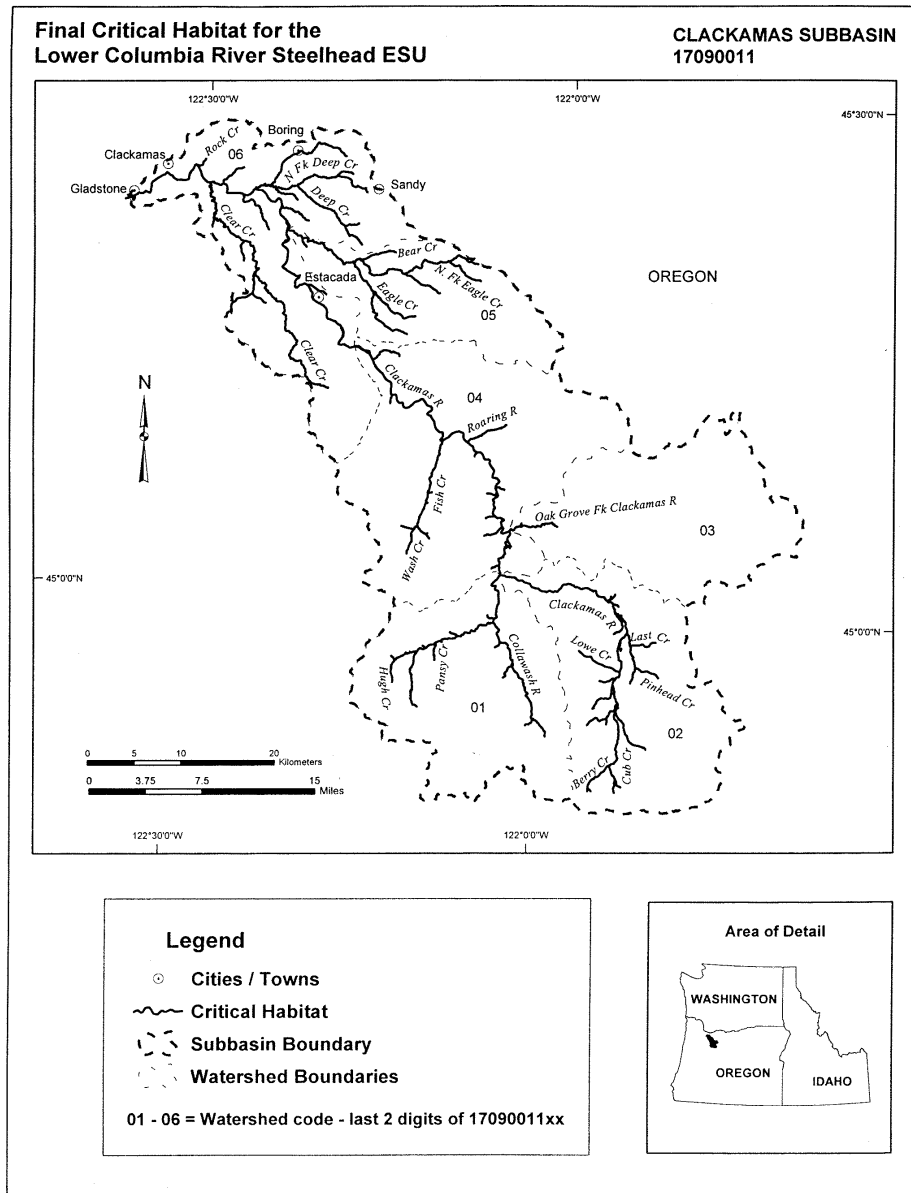 Final Critical Habitat for the
Lower Columbia River Steelhead ESU
CLACKAMAS SUBBASIN
17090011
122°30'0"W
122°0'0"W
45°30'0"N
Rock Cr
Boring
Clackamas
06
N Fk Deep Cr
Gladstone
Sandy
Deep Cr
Clear Cr
Bear Cr
OREGON
Estacada
N. Fk Eagle Cr
Eagle Cr
05
Clear Cr
N
Clackamas R
04
Roaring R
Fish Cr
Oak Grove Fk Clackamas R
03
Wash Cr
45°0'0"N
Clackamas R
45°0'0"N
Last Cr
Lowe Cr
Collawash R
Pansy Cr
Hugh Cr
Pinhead Cr
01
02
Cub Cr
Berry Cr
0 5 10 20
Kilometers
0 3.75 7.5 15
Miles
122°30'0"W
122°0'0"W
Legend
Cities / Towns
Critical Habitat
Subbasin Boundary
Watershed Boundaries
01 - 06 = Watershed code - last 2 digits of 17090011xx
Area of Detail
WASHINGTON
OREGON
IDAHO